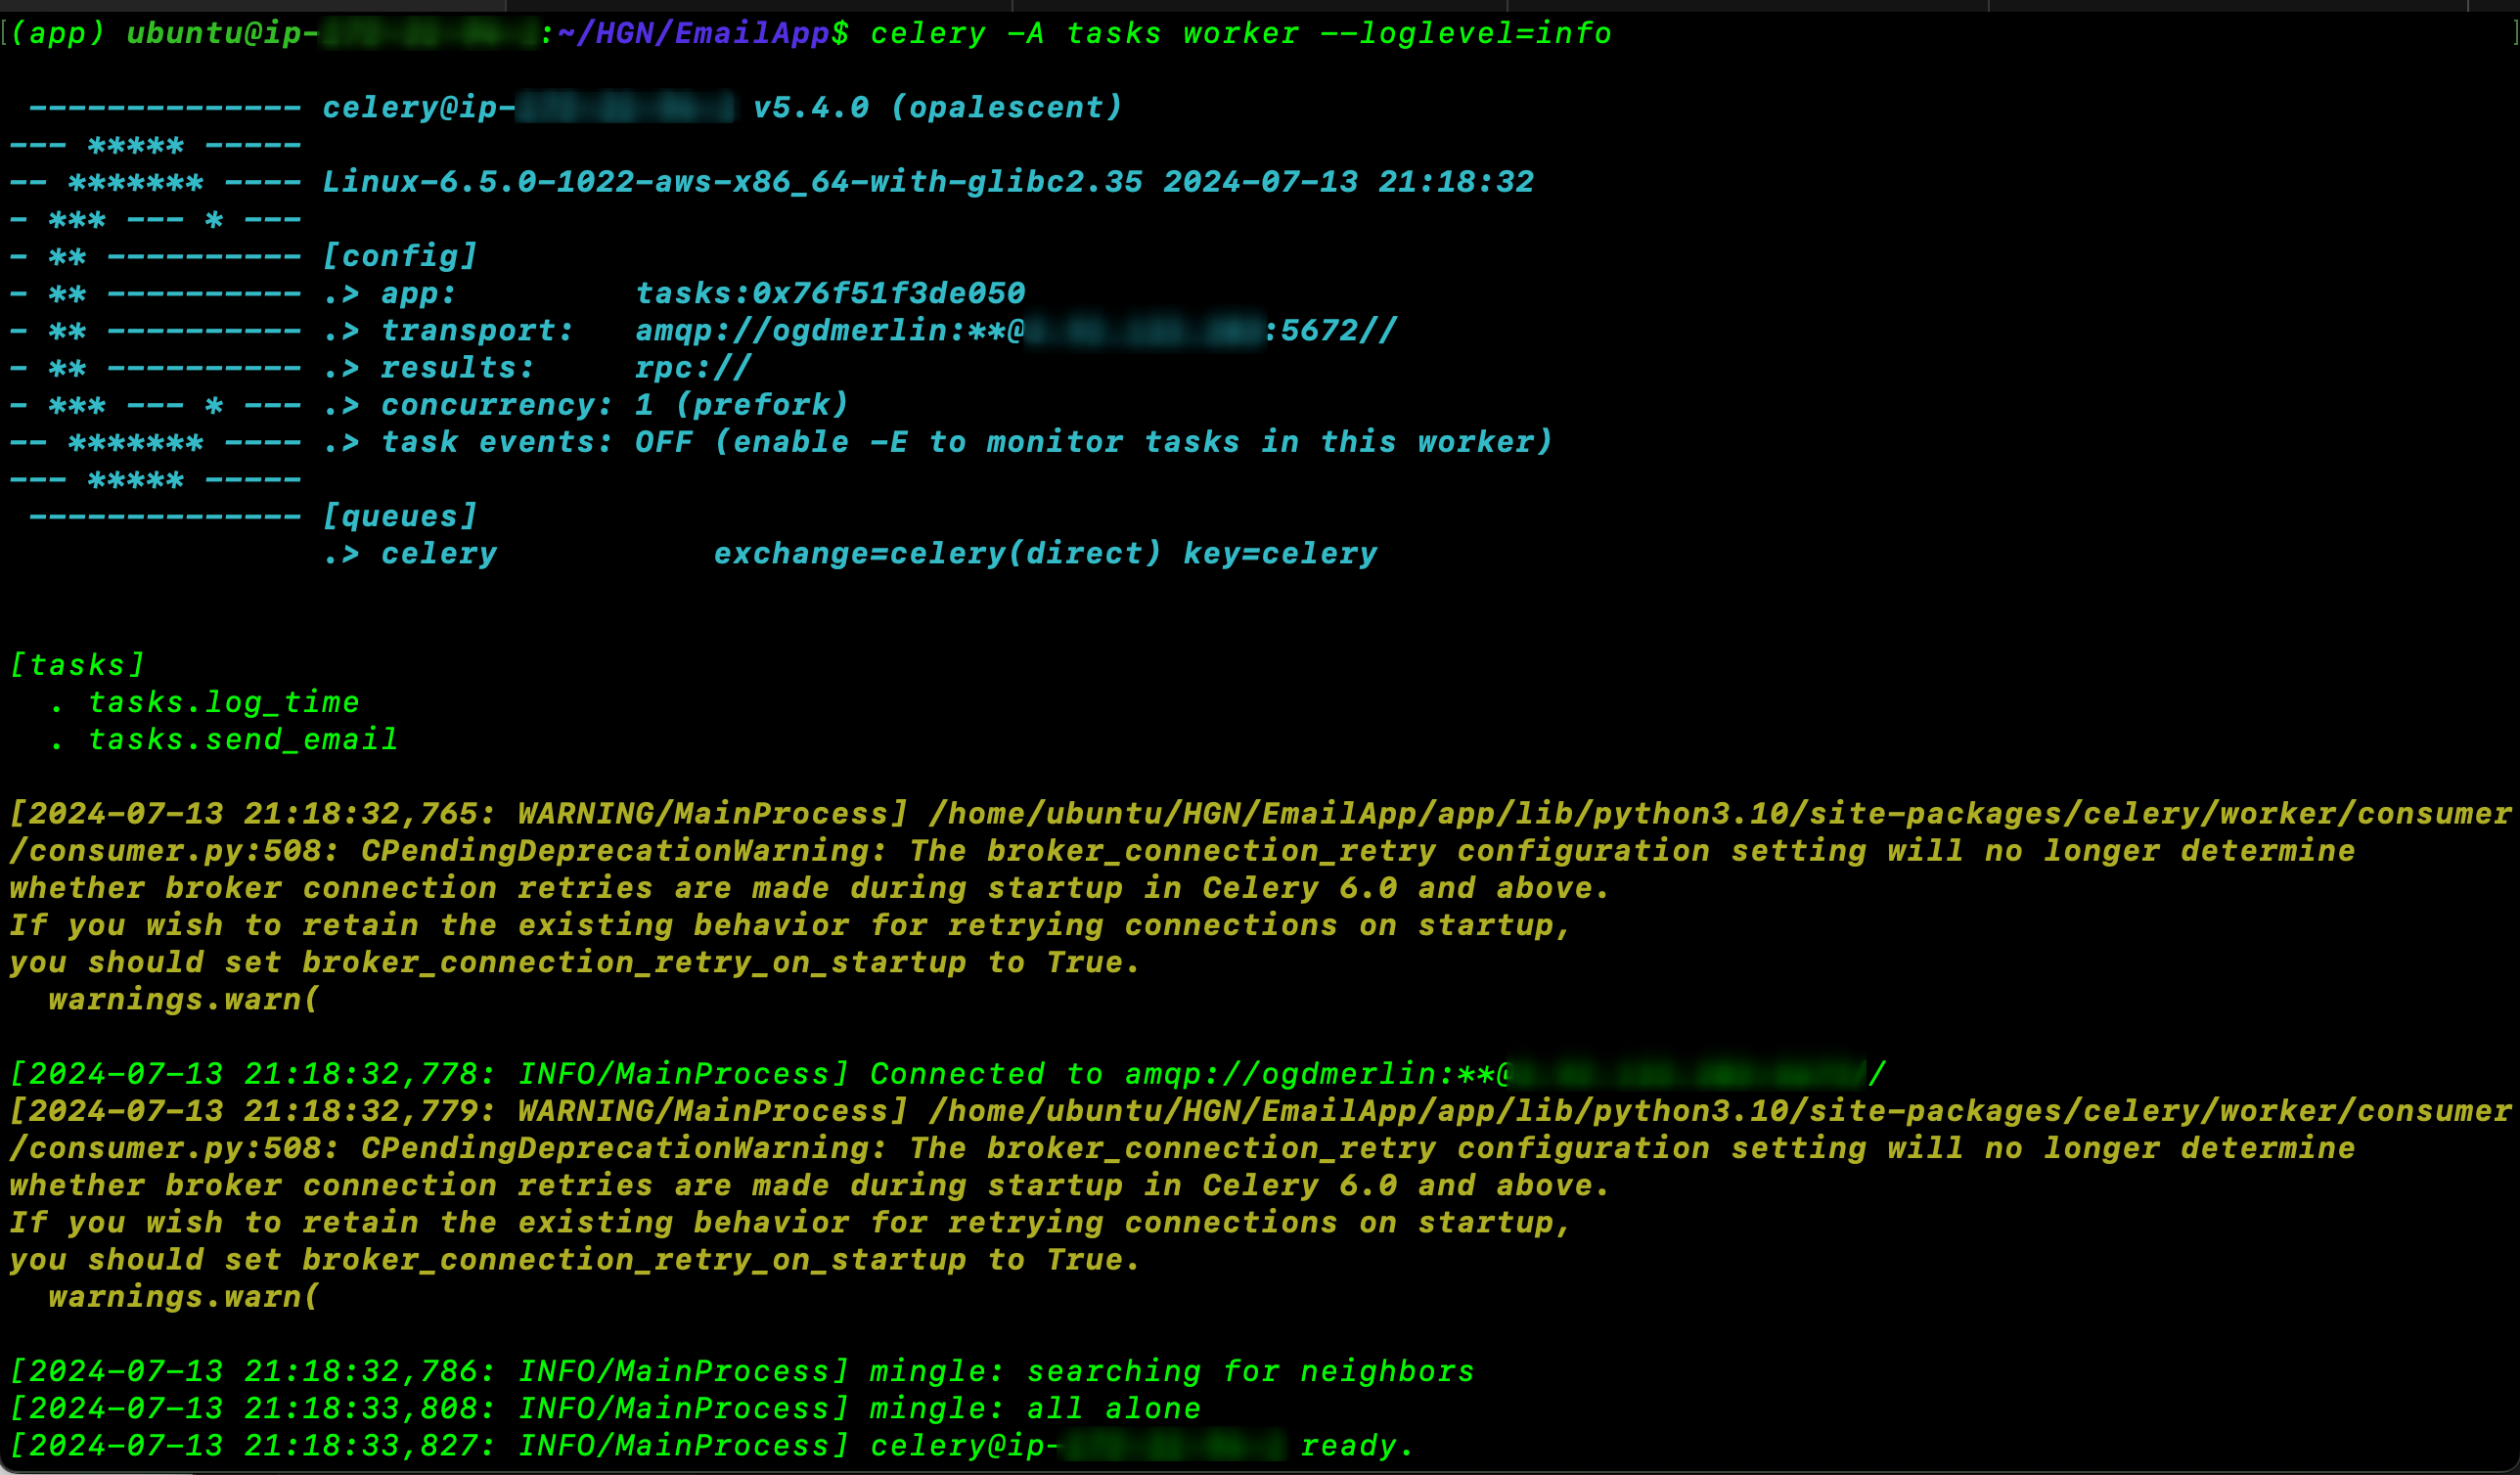 (app) ubuntu@ip-:~/HGN/EmailApp$ celery -A tasks worker --loglevel=info
 -------------- celery@ip- v5.4.0 (opalescent)
--- ***** -----
-- ******* ---- Linux-6.5.0-1022-aws-x86_64-with-glibc2.35 2024-07-13 21:18:32
- *** --- * ---
- ** ---------- [config]
- ** ---------- .> app:         tasks:0x76f51f3de050
- ** ---------- .> transport:   amqp://ogdmerlin:**@:5672//
- ** ---------- .> results:     rpc://
- *** --- * --- .> concurrency: 1 (prefork)
-- ******* ---- .> task events: OFF (enable -E to monitor tasks in this worker)
--- ***** -----
 -------------- [queues]
                .> celery           exchange=celery(direct) key=celery
[tasks]
  . tasks.log_time
  . tasks.send_email
[2024-07-13 21:18:32,765: WARNING/MainProcess] /home/ubuntu/HGN/EmailApp/app/lib/python3.10/site-packages/celery/worker/consumer
/consumer.py:508: CPendingDeprecationWarning: The broker_connection_retry configuration setting will no longer determine
whether broker connection retries are made during startup in Celery 6.0 and above.
If you wish to retain the existing behavior for retrying connections on startup,
you should set broker_connection_retry_on_startup to True.
  warnings.warn(
[2024-07-13 21:18:32,778: INFO/MainProcess] Connected to amqp://ogdmerlin:**@/
[2024-07-13 21:18:32,779: WARNING/MainProcess] /home/ubuntu/HGN/EmailApp/app/lib/python3.10/site-packages/celery/worker/consumer
/consumer.py:508: CPendingDeprecationWarning: The broker_connection_retry configuration setting will no longer determine
whether broker connection retries are made during startup in Celery 6.0 and above.
If you wish to retain the existing behavior for retrying connections on startup,
you should set broker_connection_retry_on_startup to True.
  warnings.warn(
[2024-07-13 21:18:32,786: INFO/MainProcess] mingle: searching for neighbors
[2024-07-13 21:18:33,808: INFO/MainProcess] mingle: all alone
[2024-07-13 21:18:33,827: INFO/MainProcess] celery@ip- ready.